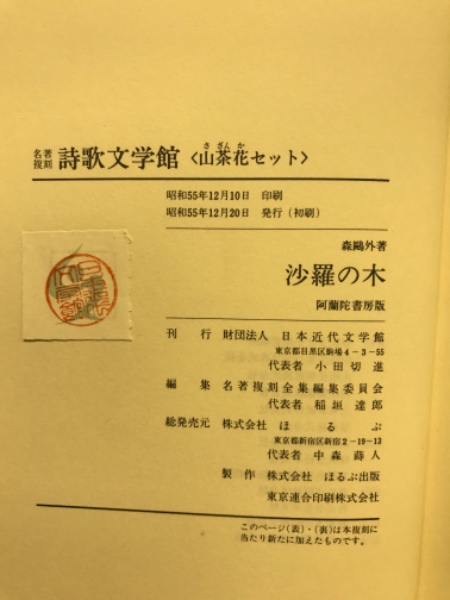 名著複刻 詩歌文学館〈山茶花セット〉
さざんか
昭和55年12月10日 印刷
昭和55年12月20日 発行（初刷）
森鷗外著
沙羅の木
阿蘭陀書房版
刊行 財団法人 日本近代文学館
東京都目黒区駒場4-3-55
代表者 小田切進
編集 名著複刻全集編集委員会
代表者 稲垣達郎
総発売元 株式会社 ほるぷ
東京都新宿区新宿2-19-13
代表者 中森蒔人
製作 株式会社 ほるぷ出版
東京連合印刷株式会社
このページ(表)・(裏)は本複刻に
当たり新たに加えたものです。